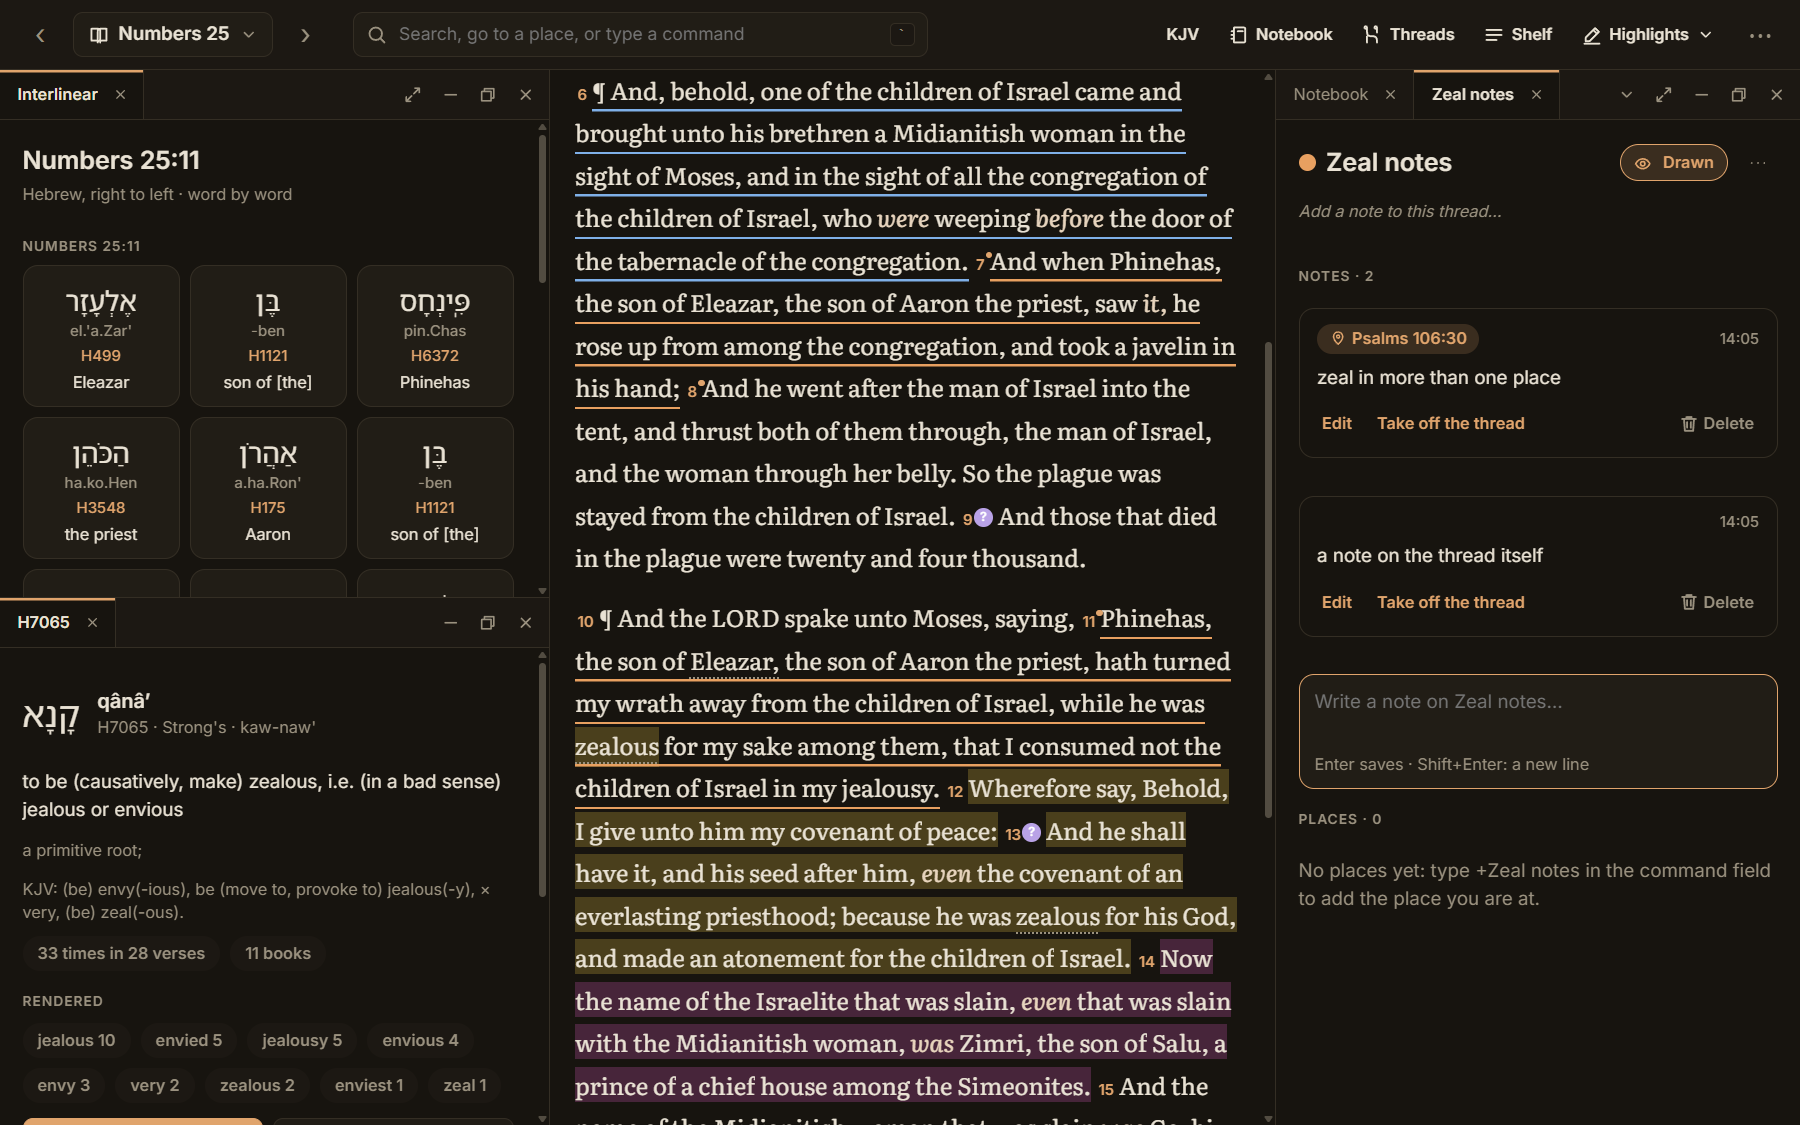 Numbers 25
Search, go to a place, or type a command
`
KJV
Notebook
Threads
Shelf
Highlights
Interlinear
Numbers 25:11
Hebrew, right to left · word by word
NUMBERS 25:11
אֶלְעָזָר
el.'a.Zar'
H499
Eleazar
בֶּן
-ben
H1121
son of [the]
פִּֽינְחָס
pin.Chas
H6372
Phinehas
הַכֹּהֵן
ha.ko.Hen
H3548
the priest
אַהֲרֹן
a.ha.Ron'
H175
Aaron
בֶּן
-ben
H1121
son of [the]
H7065
קָנָא
qânâʼ
H7065 · Strong's · kaw-naw'
to be (causatively, make) zealous, i.e. (in a bad sense)
jealous or envious
a primitive root;
KJV: (be) envy(-ious), be (move to, provoke to) jealous(-y), ×
very, (be) zeal(-ous).
33 times in 28 verses
11 books
RENDERED
jealous 10
envied 5
jealousy 5
envious 4
envy 3
very 2
zealous 2
enviest 1
zeal 1
6 ¶ And, behold, one of the children of Israel came and
brought unto his brethren a Midianitish woman in the
sight of Moses, and in the sight of all the congregation of
the children of Israel, who were weeping before the door of
the tabernacle of the congregation. 7 And when Phinehas,
the son of Eleazar, the son of Aaron the priest, saw it, he
rose up from among the congregation, and took a javelin in
his hand; 8 And he went after the man of Israel into the
tent, and thrust both of them through, the man of Israel,
and the woman through her belly. So the plague was
stayed from the children of Israel. 9 ? And those that died
in the plague were twenty and four thousand.
10 ¶ And the LORD spake unto Moses, saying, 11 Phinehas,
the son of Eleazar, the son of Aaron the priest, hath turned
my wrath away from the children of Israel, while he was
zealous for my sake among them, that I consumed not the
children of Israel in my jealousy. 12 Wherefore say, Behold,
I give unto him my covenant of peace: 13 ? And he shall
have it, and his seed after him, even the covenant of an
everlasting priesthood; because he was zealous for his God,
and made an atonement for the children of Israel. 14 Now
the name of the Israelite that was slain, even that was slain
with the Midianitish woman, was Zimri, the son of Salu, a
prince of a chief house among the Simeonites. 15 And the
Notebook
Zeal notes
Zeal notes
Drawn
Add a note to this thread...
NOTES · 2
Psalms 106:30
14:05
zeal in more than one place
Edit
Take off the thread
Delete
14:05
a note on the thread itself
Edit
Take off the thread
Delete
Write a note on Zeal notes...
Enter saves · Shift+Enter: a new line
PLACES · 0
No places yet: type +Zeal notes in the command field
to add the place you are at.